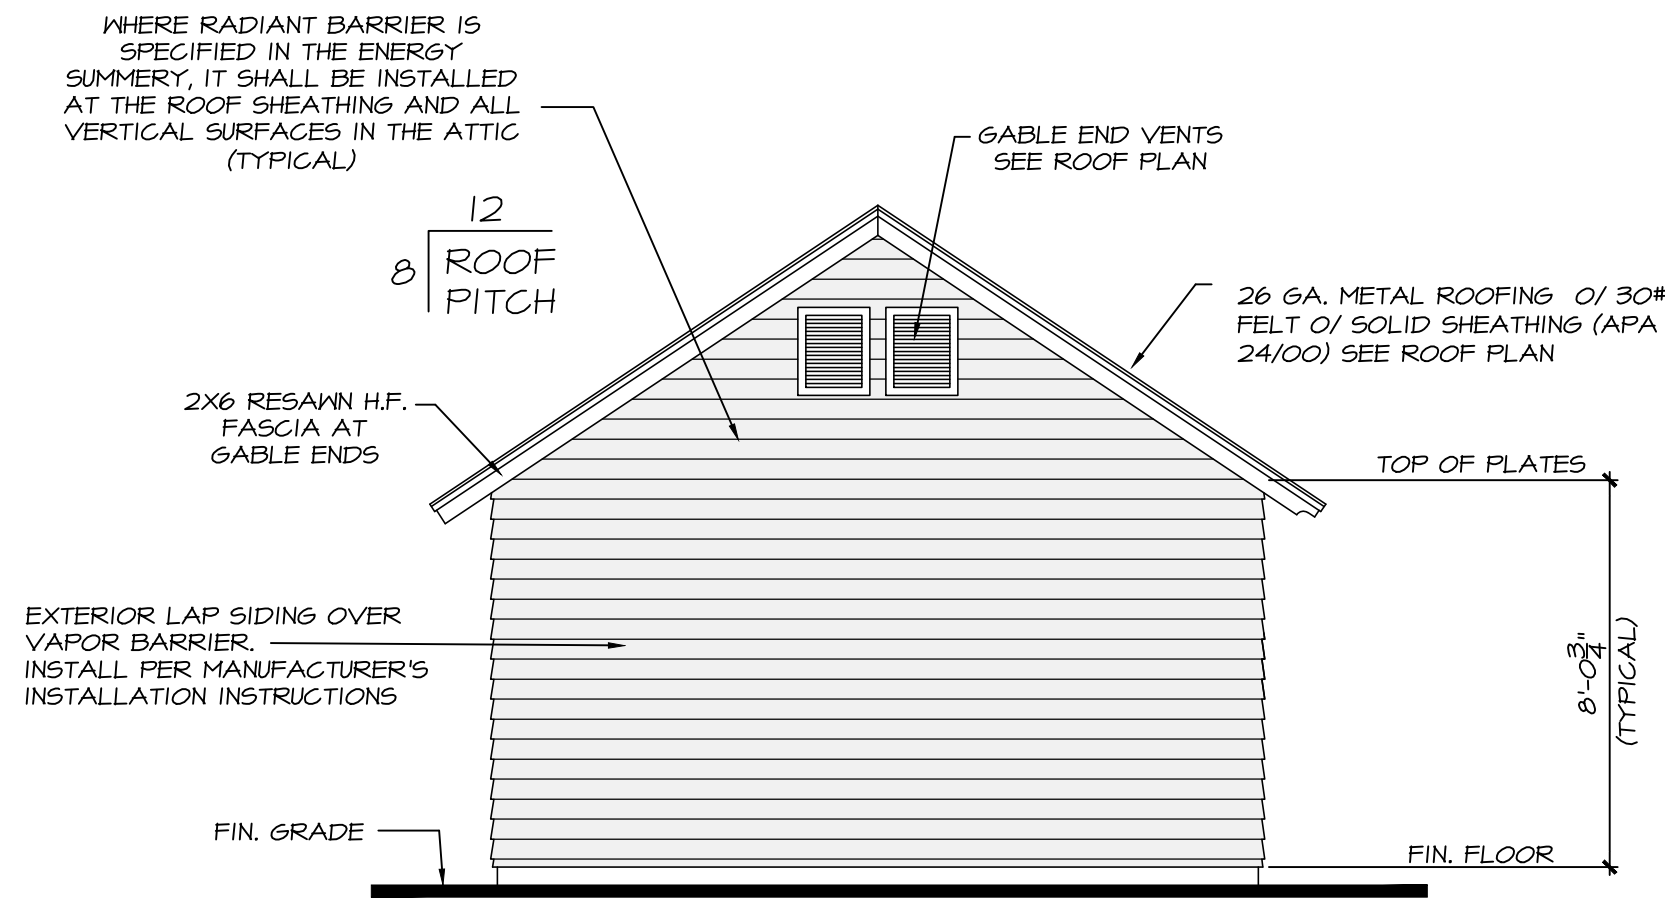 WHERE RADIANT BARRIER IS
SPECIFIED IN THE ENERGY
SUMMERY, IT SHALL BE INSTALLED
AT THE ROOF SHEATHING AND ALL
VERTICAL SURFACES IN THE ATTIC
(TYPICAL)
GABLE END VENTS
SEE ROOF PLAN
12
8
ROOF
PITCH
26 GA. METAL ROOFING O/ 30#
FELT O/ SOLID SHEATHING (APA
24/00) SEE ROOF PLAN
2X6 RESAWN H.F.
FASCIA AT
GABLE ENDS
TOP OF PLATES
EXTERIOR LAP SIDING OVER
VAPOR BARRIER.
INSTALL PER MANUFACTURER'S
INSTALLATION INSTRUCTIONS
8'-0 3/4"
(TYPICAL)
FIN. GRADE
FIN. FLOOR